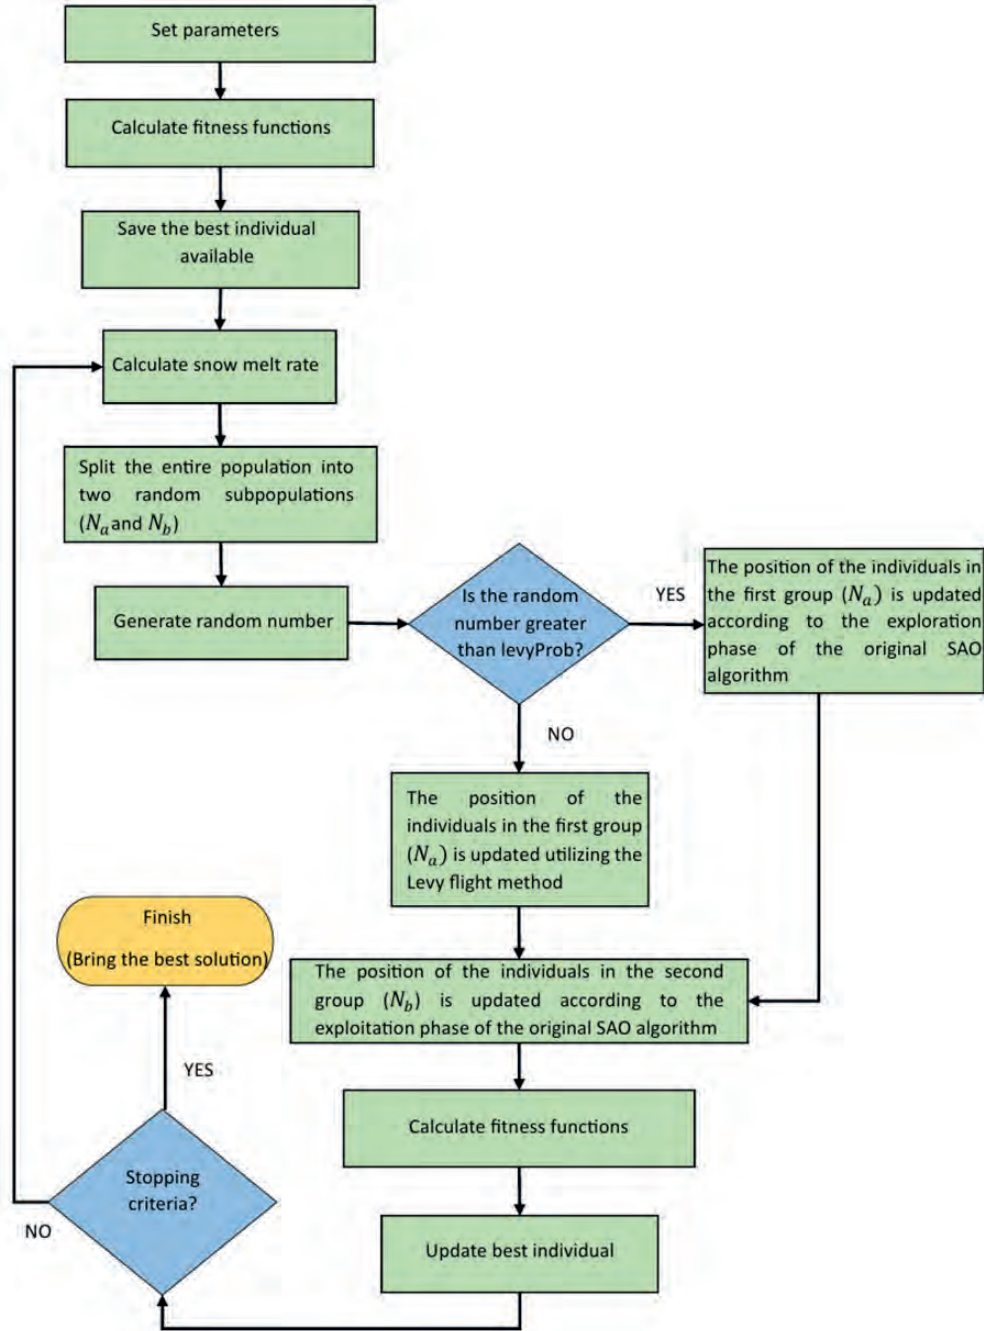 Set parameters
Calculate fitness functions
Save the best individual
available
Calculate snow melt rate
Split the entire population into
two random subpopulations
(Nₐand N_b)
Generate random number
Is the random
number greater
than levyProb?
YES
The position of the individuals in
the first group (Nₐ) is updated
according to the exploration
phase of the original SAO
algorithm
NO
The position of the
individuals in the first group
(Nₐ) is updated utilizing the
Levy flight method
The position of the individuals in the second
group (N_b) is updated according to the
exploitation phase of the original SAO algorithm
Calculate fitness functions
Update best individual
Stopping
criteria?
NO
YES
Finish
(Bring the best solution)